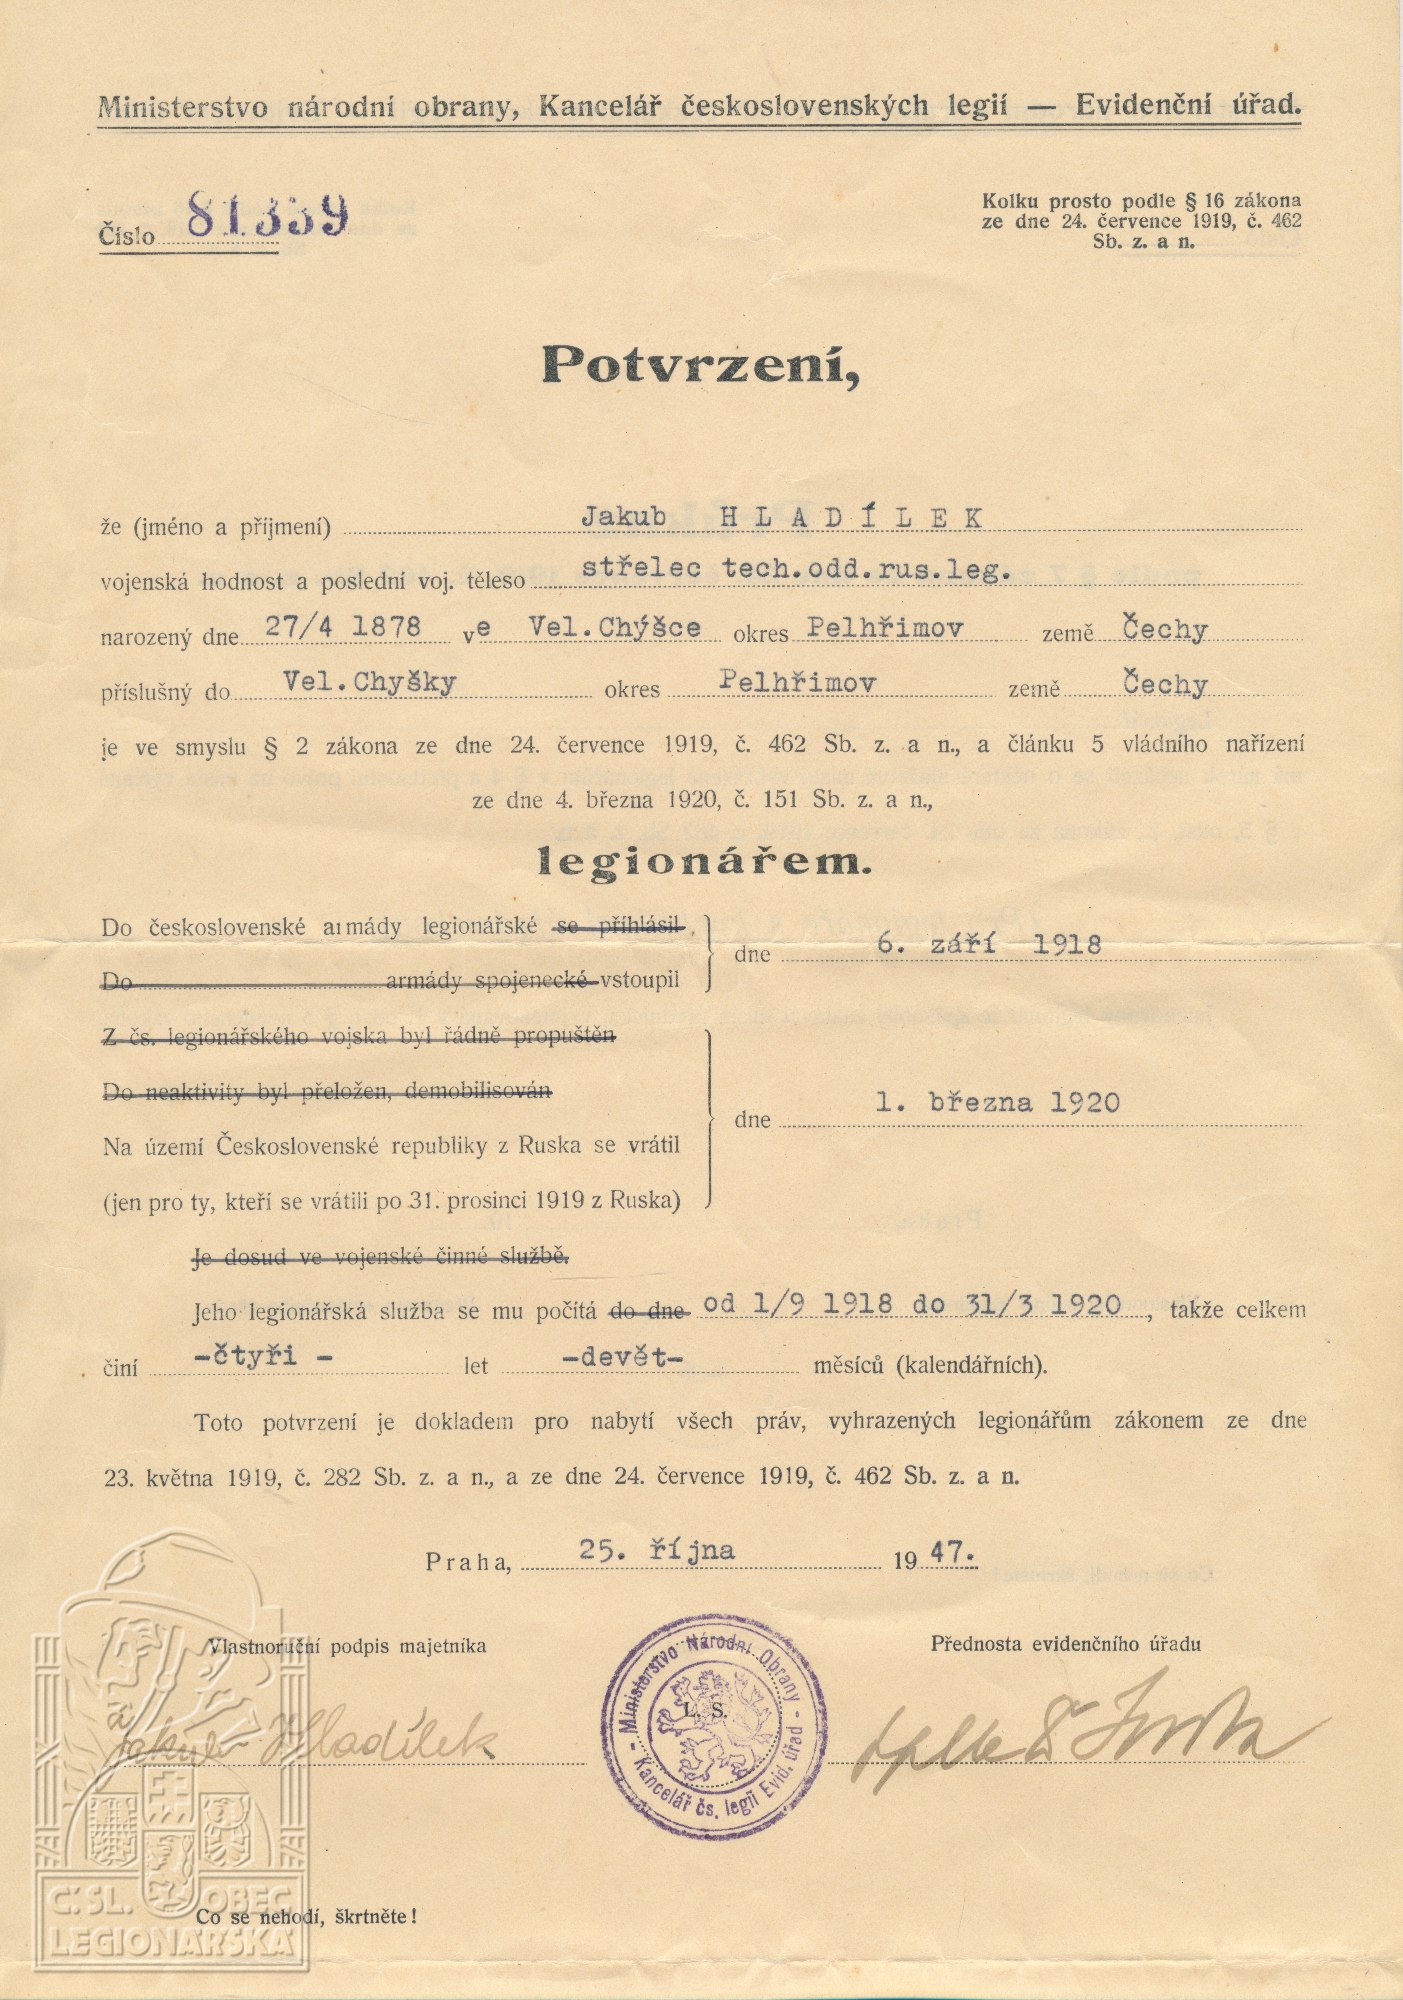 Ministerstvo národní obrany, Kancelář československých legií — Evidenční úřad.
Číslo 81339
Kolku prosto podle § 16 zákona
ze dne 24. července 1919, č. 462
Sb. z. a n.
Potvrzení,
že (jméno a příjmení) Jakub HLADÍLEK
vojenská hodnost a poslední voj. těleso střelec tech.odd.rus.leg.
narozený dne 27/4 1878 ve Vel.Chýšce okres Pelhřimov země Čechy
příslušný do Vel.Chyšky okres Pelhřimov země Čechy
je ve smyslu § 2 zákona ze dne 24. července 1919, č. 462 Sb. z. a n., a článku 5 vládního nařízení
ze dne 4. března 1920, č. 151 Sb. z. a n.,
legionářem.
Do československé armády legionářské se přihlásil
Do armády spojenecké vstoupil
dne 6. září 1918
Z čs. legionářského vojska byl řádně propuštěn
Do neaktivity byl přeložen, demobilisován
Na území Československé republiky z Ruska se vrátil
(jen pro ty, kteří se vrátili po 31. prosinci 1919 z Ruska)
dne 1. března 1920
Je dosud ve vojenské činné službě.
Jeho legionářská služba se mu počítá do dne od 1/9 1918 do 31/3 1920, takže celkem
činí -čtyři - let -devět- měsíců (kalendářních).
Toto potvrzení je dokladem pro nabytí všech práv, vyhrazených legionářům zákonem ze dne
23. května 1919, č. 282 Sb. z. a n., a ze dne 24. července 1919, č. 462 Sb. z. a n.
Praha, 25. října 1947.
Vlastnoruční podpis majetníka
Přednosta evidenčního úřadu
Jakub Hladílek
- Ministerstvo Národní Obrany -
Kancelář čs. legií Evid. úřad
L. S.
Co se nehodí, škrtněte!
Č.SL. OBEC
LEGIONÁŘSKÁ